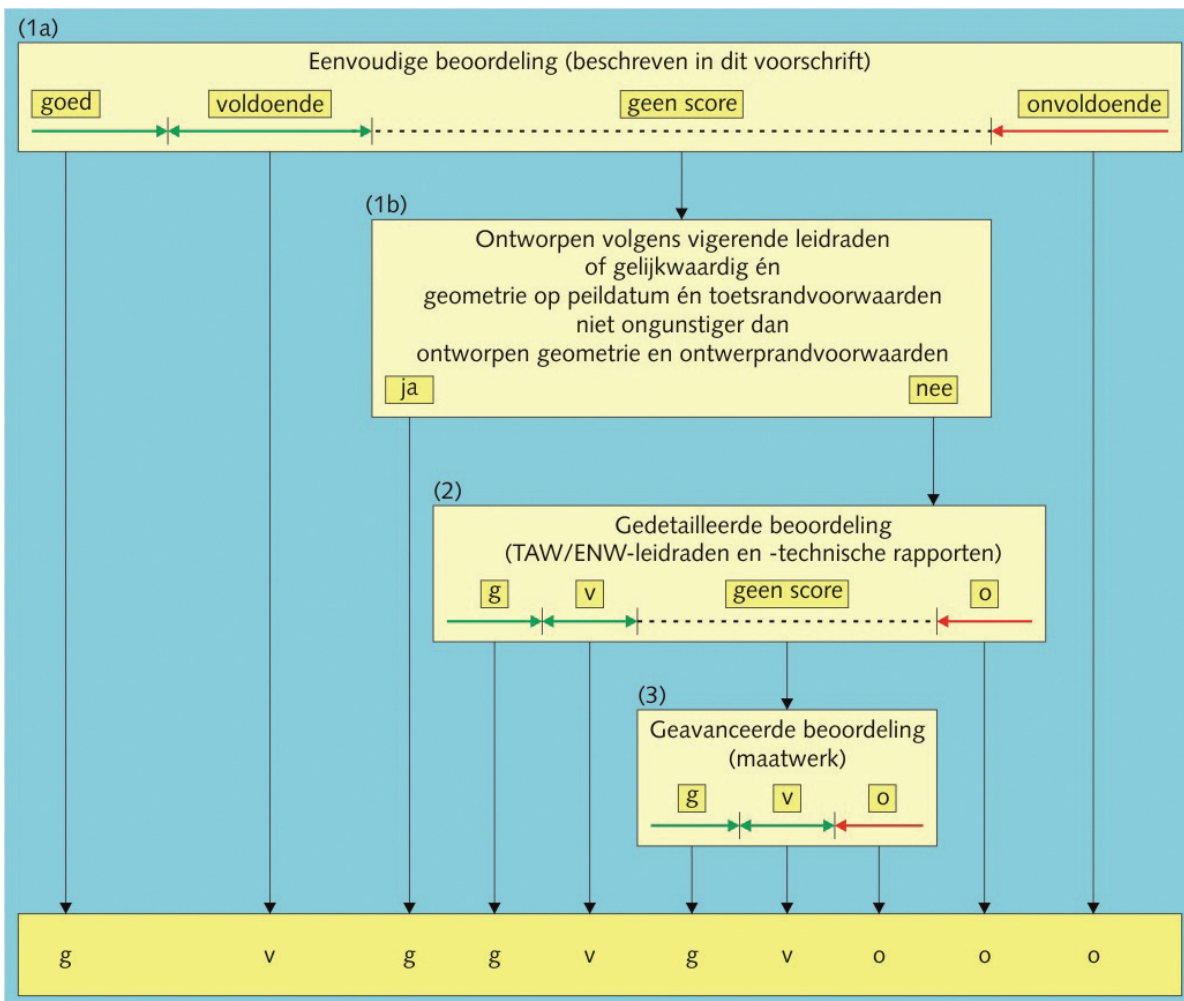 (1a)
Eenvoudige beoordeling (beschreven in dit voorschrift)
goed voldoende geen score onvoldoende
(1b)
Ontworpen volgens vigerende leidraden
of gelijkwaardig én
geometrie op peildatum én toetsrandvoorwaarden
niet ongunstiger dan
ontworpen geometrie en ontwerprandvoorwaarden
ja nee
(2)
Gedetailleerde beoordeling
(TAW/ENW-leidraden en -technische rapporten)
g v geen score o
(3)
Geavanceerde beoordeling
(maatwerk)
g v o
g v g g v g v o o o